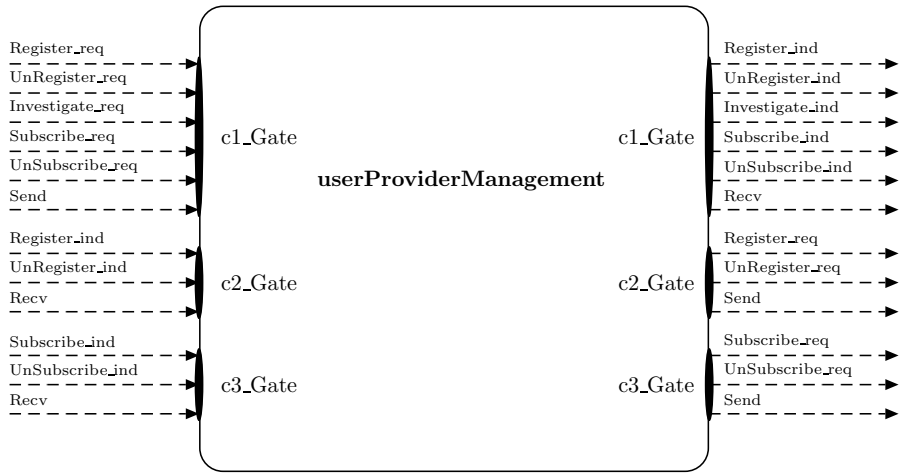 Register_req
UnRegister_req
Investigate_req
Subscribe_req
UnSubscribe_req
Send
c1_Gate
Register_ind
UnRegister_ind
Recv
c2_Gate
Subscribe_ind
UnSubscribe_ind
Recv
c3_Gate
userProviderManagement
c1_Gate
Register_ind
UnRegister_ind
Investigate_ind
Subscribe_ind
UnSubscribe_ind
Recv
c2_Gate
Register_req
UnRegister_req
Send
c3_Gate
Subscribe_req
UnSubscribe_req
Send